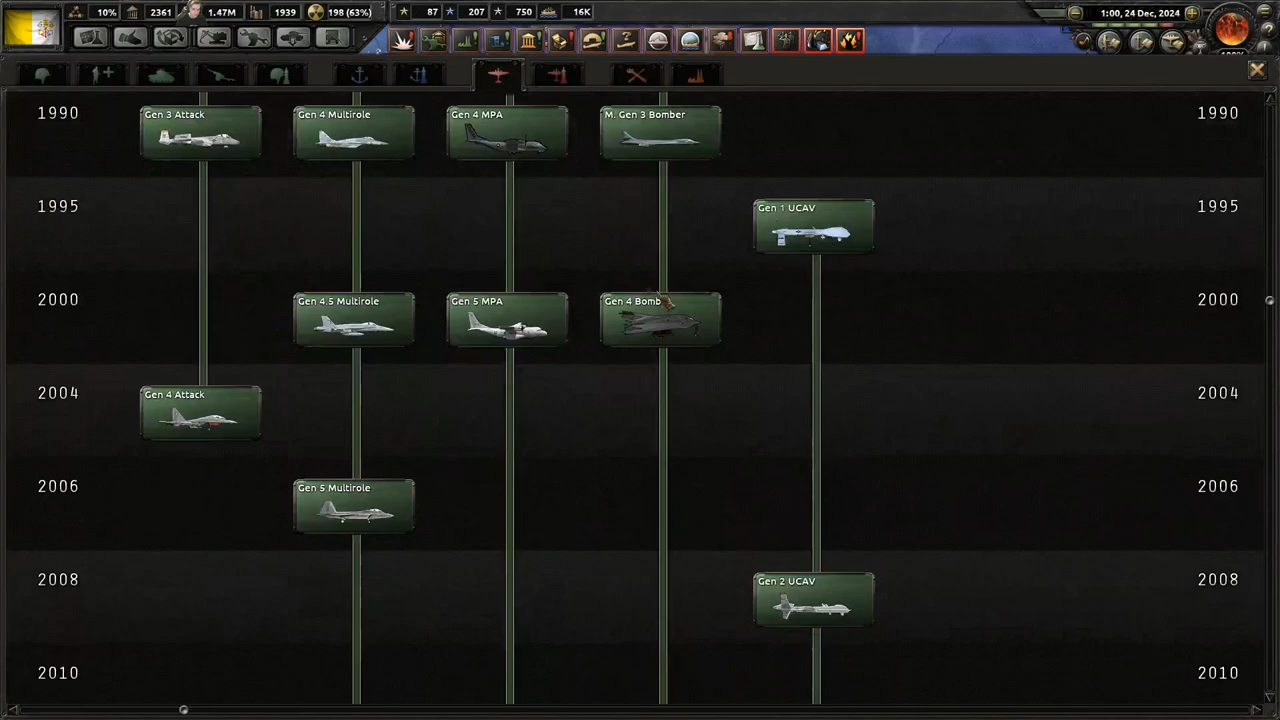 10% 2361 1.47M 1939 198 (63%) 87 207 750 16K 1:00, 24 Dec, 2024
100%
1990 Gen 3 Attack Gen 4 Multirole Gen 4 MPA M. Gen 3 Bomber 1990
1995 Gen 1 UCAV 1995
2000 Gen 4.5 Multirole Gen 5 MPA Gen 4 Bomb 2000
2004 Gen 4 Attack 2004
2006 Gen 5 Multirole 2006
2008 Gen 2 UCAV 2008
2010 2010